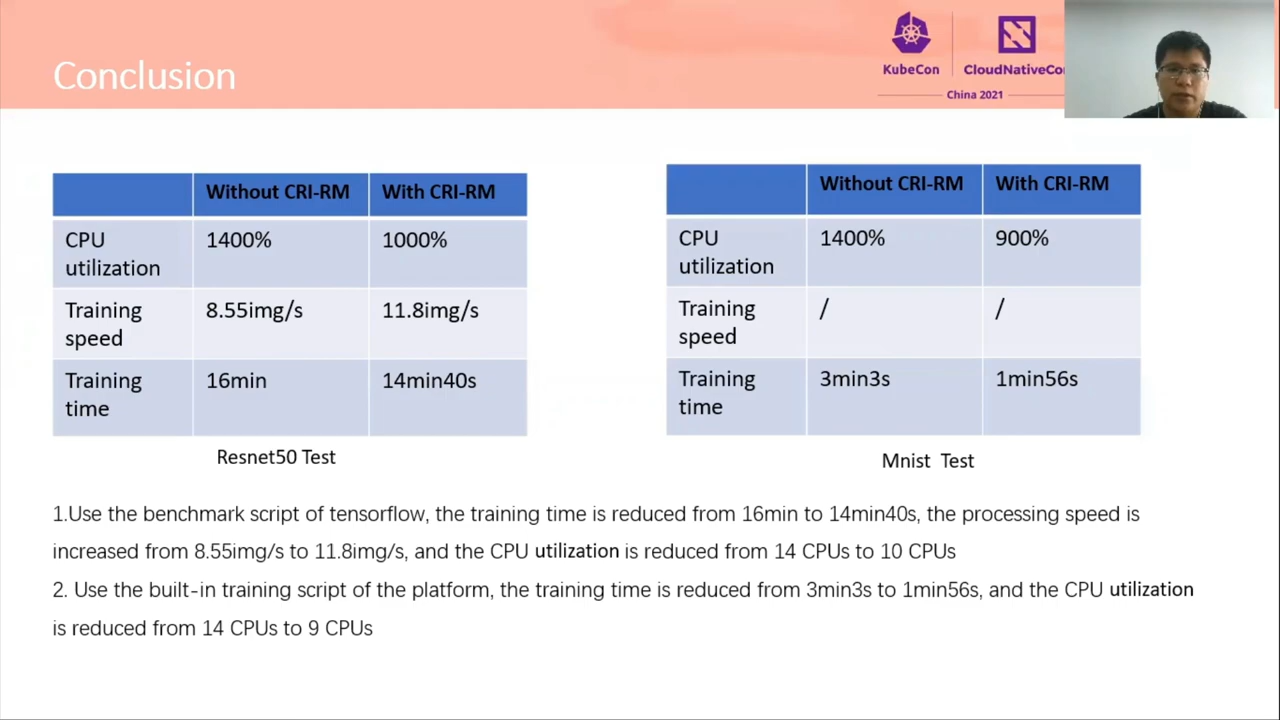 Conclusion
KubeCon
CloudNativeCon
China 2021
Without CRI-RM With CRI-RM
CPU utilization 1400% 1000%
Training speed 8.55img/s 11.8img/s
Training time 16min 14min40s
Resnet50 Test
Without CRI-RM With CRI-RM
CPU utilization 1400% 900%
Training speed / /
Training time 3min3s 1min56s
Mnist Test
1.Use the benchmark script of tensorflow, the training time is reduced from 16min to 14min40s, the processing speed is
increased from 8.55img/s to 11.8img/s, and the CPU utilization is reduced from 14 CPUs to 10 CPUs
2. Use the built-in training script of the platform, the training time is reduced from 3min3s to 1min56s, and the CPU utilization
is reduced from 14 CPUs to 9 CPUs